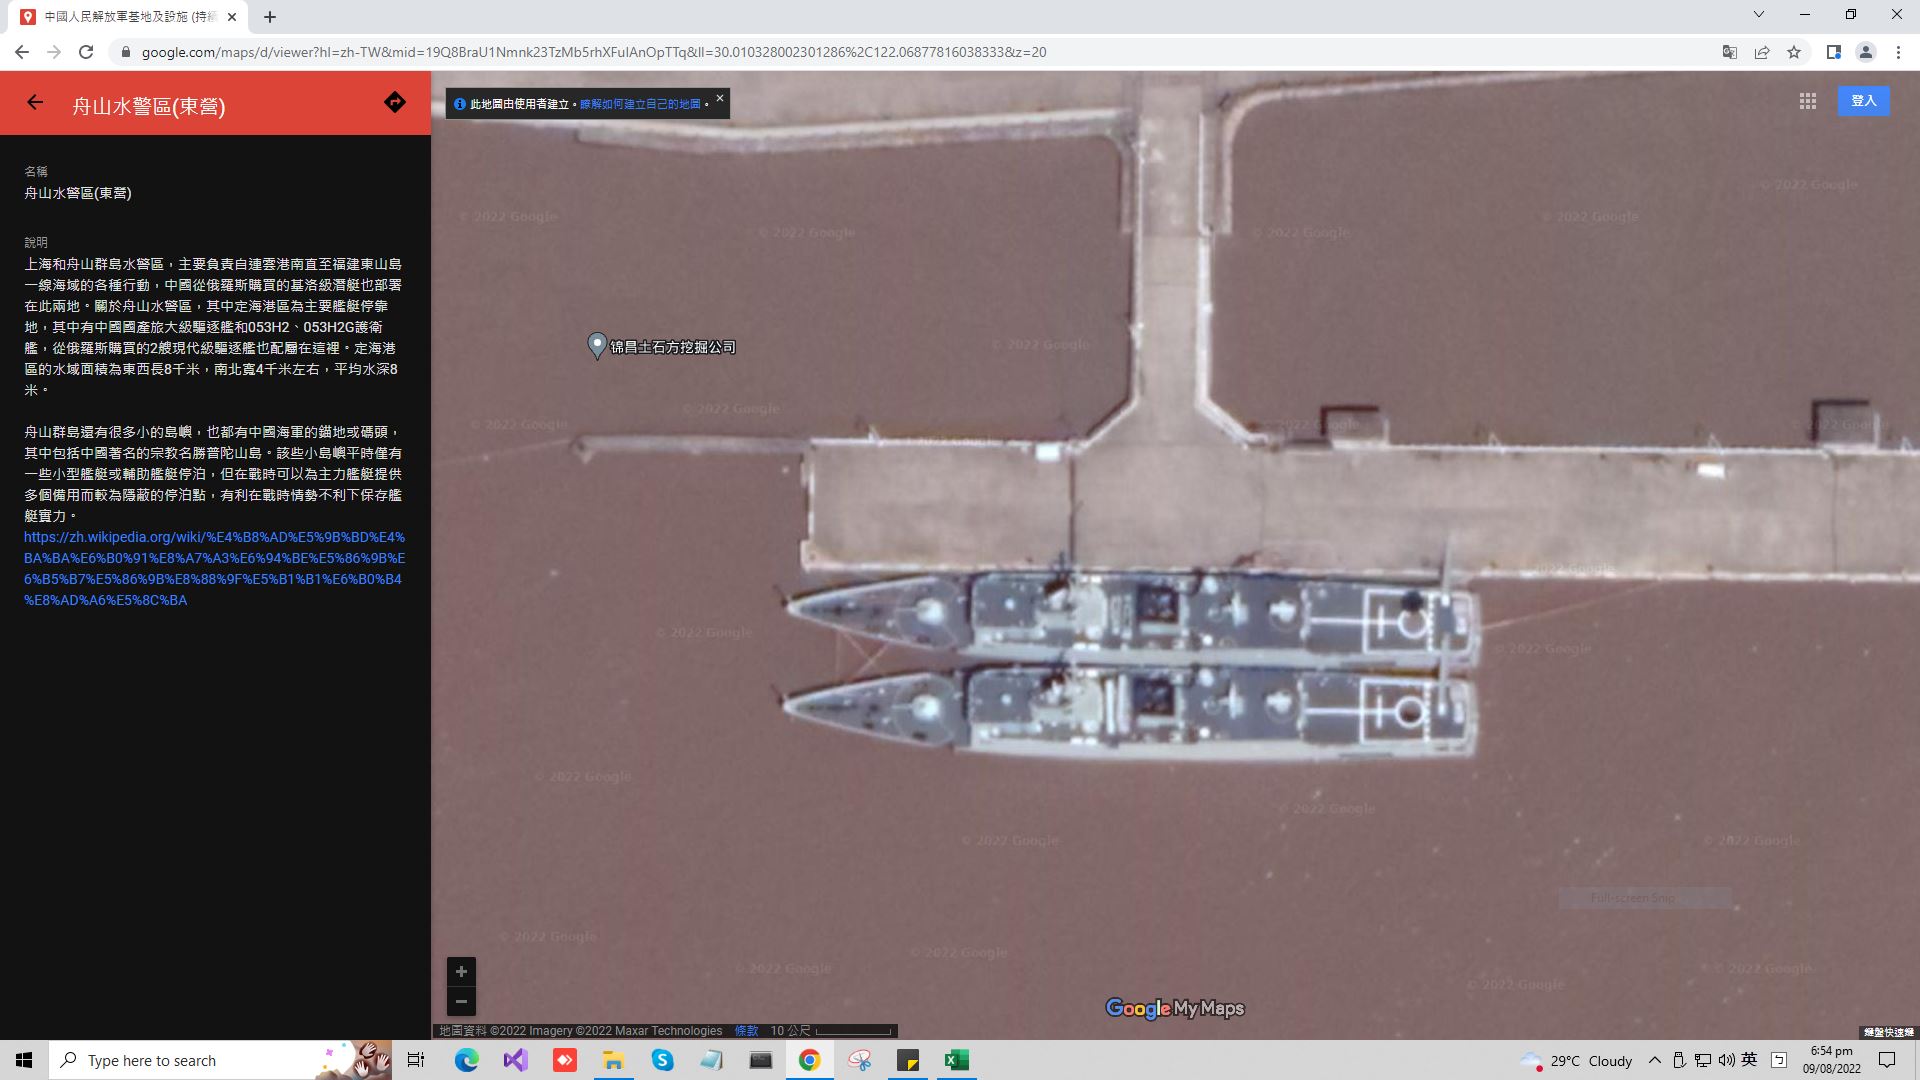 中國人民解放軍基地及設施 (持續
google.com/maps/d/viewer?hl=zh-TW&mid=19Q8BraU1Nmnk23TzMb5rhXFulAnOpTTq&ll=30.010328002301286%2C122.06877816038333&z=20
舟山水警區(東營)
此地圖由使用者建立。瞭解如何建立自己的地圖。
登入
名稱
舟山水警區(東營)
說明
上海和舟山群島水警區，主要負責自連雲港南直至福建東山島
一線海域的各種行動，中國從俄羅斯購買的基洛級潛艇也部署
在此兩地。關於舟山水警區，其中定海港區為主要艦艇停靠
地，其中有中國國產旅大級驅逐艦和053H2、053H2G護衛
艦，從俄羅斯購買的2艘現代級驅逐艦也配屬在這裡。定海港
區的水域面積為東西長8千米，南北寬4千米左右，平均水深8
米。
舟山群島還有很多小的島嶼，也都有中國海軍的錨地或碼頭，
其中包括中國著名的宗教名勝普陀山島。該些小島嶼平時僅有
一些小型艦艇或輔助艦艇停泊，但在戰時可以為主力艦艇提供
多個備用而較為隱蔽的停泊點，有利在戰時情勢不利下保存艦
艇實力。
https://zh.wikipedia.org/wiki/%E4%B8%AD%E5%9B%BD%E4%
BA%BA%E6%B0%91%E8%A7%A3%E6%94%BE%E5%86%9B%E
6%B5%B7%E5%86%9B%E8%88%9F%E5%B1%B1%E6%B0%B4
%E8%AD%A6%E5%8C%BA
锦昌土石方挖掘公司
© 2022 Google
Full-screen Snip
Google My Maps
地圖資料 ©2022 Imagery ©2022 Maxar Technologies 條款 10 公尺
鍵盤快速鍵
Type here to search
29°C Cloudy
英
6:54 pm
09/08/2022